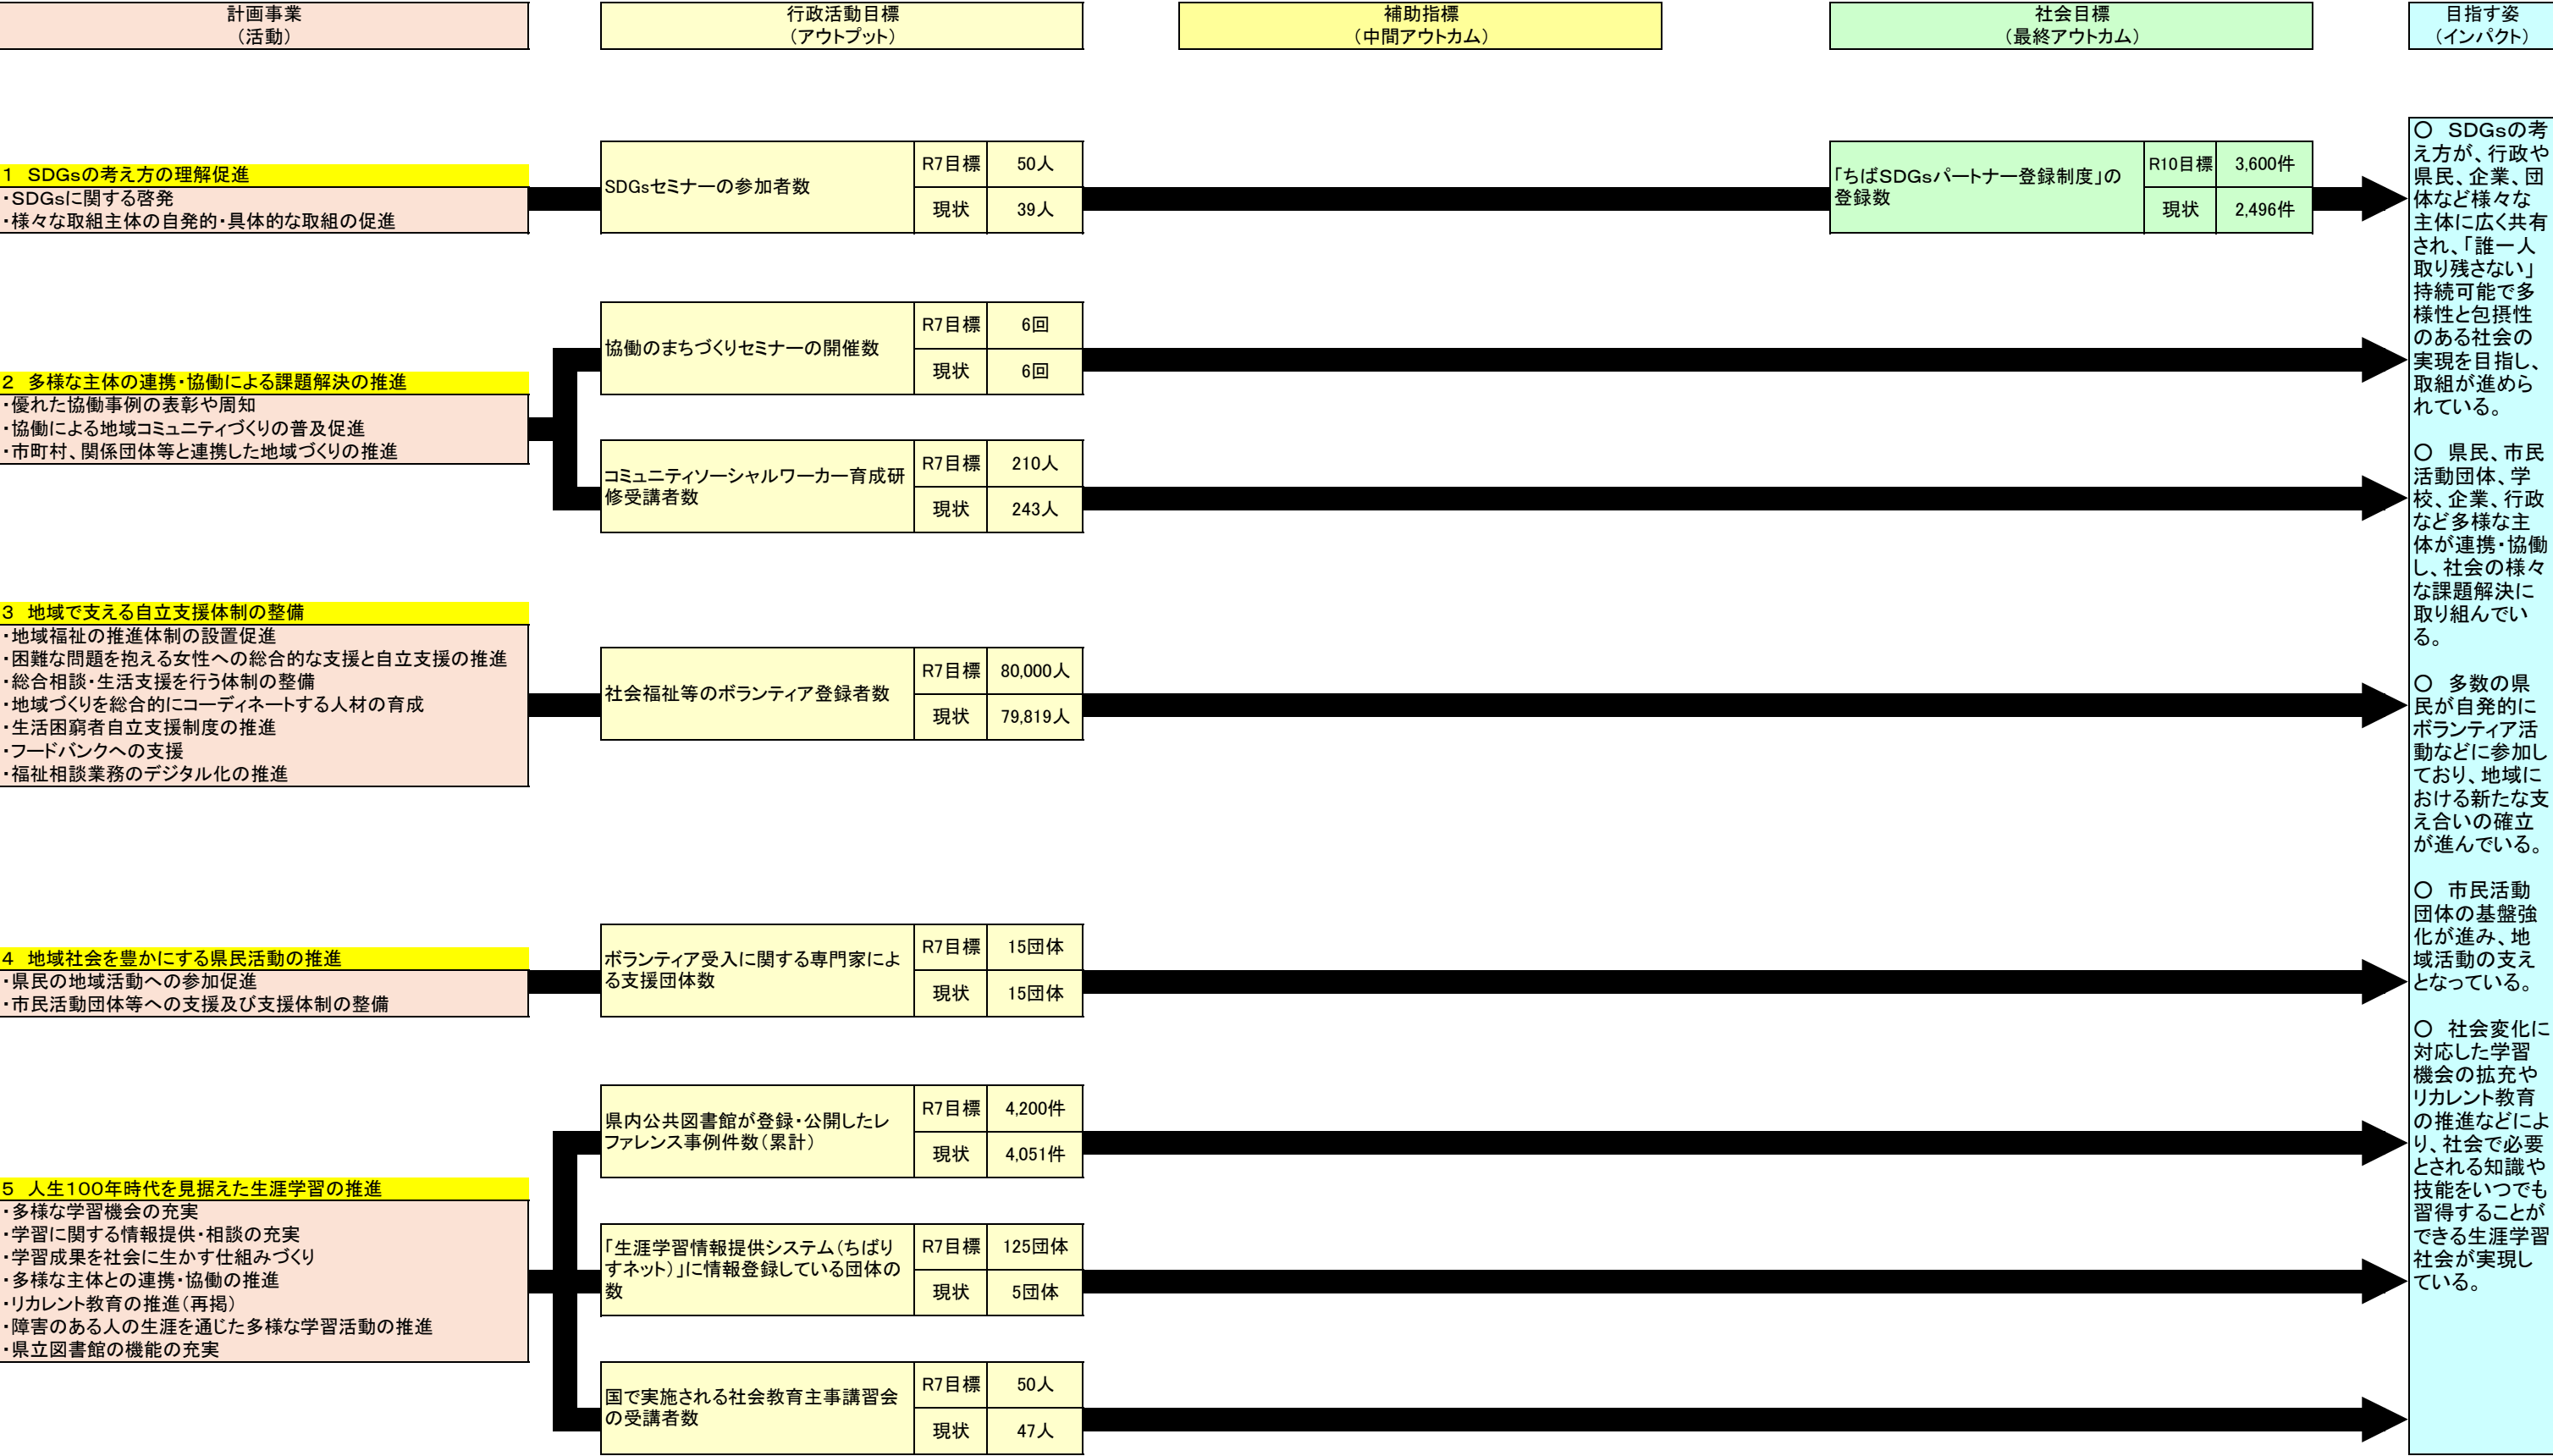 計画事業
（活動）
行政活動目標
（アウトプット）
補助指標
（中間アウトカム）
社会目標
（最終アウトカム）
目指す姿
（インパクト）
1　SDGsの考え方の理解促進
・SDGsに関する啓発
・様々な取組主体の自発的・具体的な取組の促進
SDGsセミナーの参加者数
R7目標
50人
現状
39人
「ちばSDGsパートナー登録制度」の
登録数
R10目標
3,600件
現状
2,496件
2　多様な主体の連携・協働による課題解決の推進
・優れた協働事例の表彰や周知
・協働による地域コミュニティづくりの普及促進
・市町村、関係団体等と連携した地域づくりの推進
協働のまちづくりセミナーの開催数
R7目標
6回
現状
6回
コミュニティソーシャルワーカー育成研
修受講者数
R7目標
210人
現状
243人
3　地域で支える自立支援体制の整備
・地域福祉の推進体制の設置促進
・困難な問題を抱える女性への総合的な支援と自立支援の推進
・総合相談・生活支援を行う体制の整備
・地域づくりを総合的にコーディネートする人材の育成
・生活困窮者自立支援制度の推進
・フードバンクへの支援
・福祉相談業務のデジタル化の推進
社会福祉等のボランティア登録者数
R7目標
80,000人
現状
79,819人
4　地域社会を豊かにする県民活動の推進
・県民の地域活動への参加促進
・市民活動団体等への支援及び支援体制の整備
ボランティア受入に関する専門家によ
る支援団体数
R7目標
15団体
現状
15団体
5　人生100年時代を見据えた生涯学習の推進
・多様な学習機会の充実
・学習に関する情報提供・相談の充実
・学習成果を社会に生かす仕組みづくり
・多様な主体との連携・協働の推進
・リカレント教育の推進（再掲）
・障害のある人の生涯を通じた多様な学習活動の推進
・県立図書館の機能の充実
県内公共図書館が登録・公開したレ
ファレンス事例件数（累計）
R7目標
4,200件
現状
4,051件
「生涯学習情報提供システム（ちばり
すネット）」に情報登録している団体の
数
R7目標
125団体
現状
5団体
国で実施される社会教育主事講習会
の受講者数
R7目標
50人
現状
47人
○　SDGsの考
え方が、行政や
県民、企業、団
体など様々な
主体に広く共有
され、「誰一人
取り残さない」
持続可能で多
様性と包摂性
のある社会の
実現を目指し、
取組が進めら
れている。
○　県民、市民
活動団体、学
校、企業、行政
など多様な主
体が連携・協働
し、社会の様々
な課題解決に
取り組んでい
る。
○　多数の県
民が自発的に
ボランティア活
動などに参加し
ており、地域に
おける新たな支
え合いの確立
が進んでいる。
○　市民活動
団体の基盤強
化が進み、地
域活動の支え
となっている。
○　社会変化に
対応した学習
機会の拡充や
リカレント教育
の推進などによ
り、社会で必要
とされる知識や
技能をいつでも
習得することが
できる生涯学習
社会が実現し
ている。